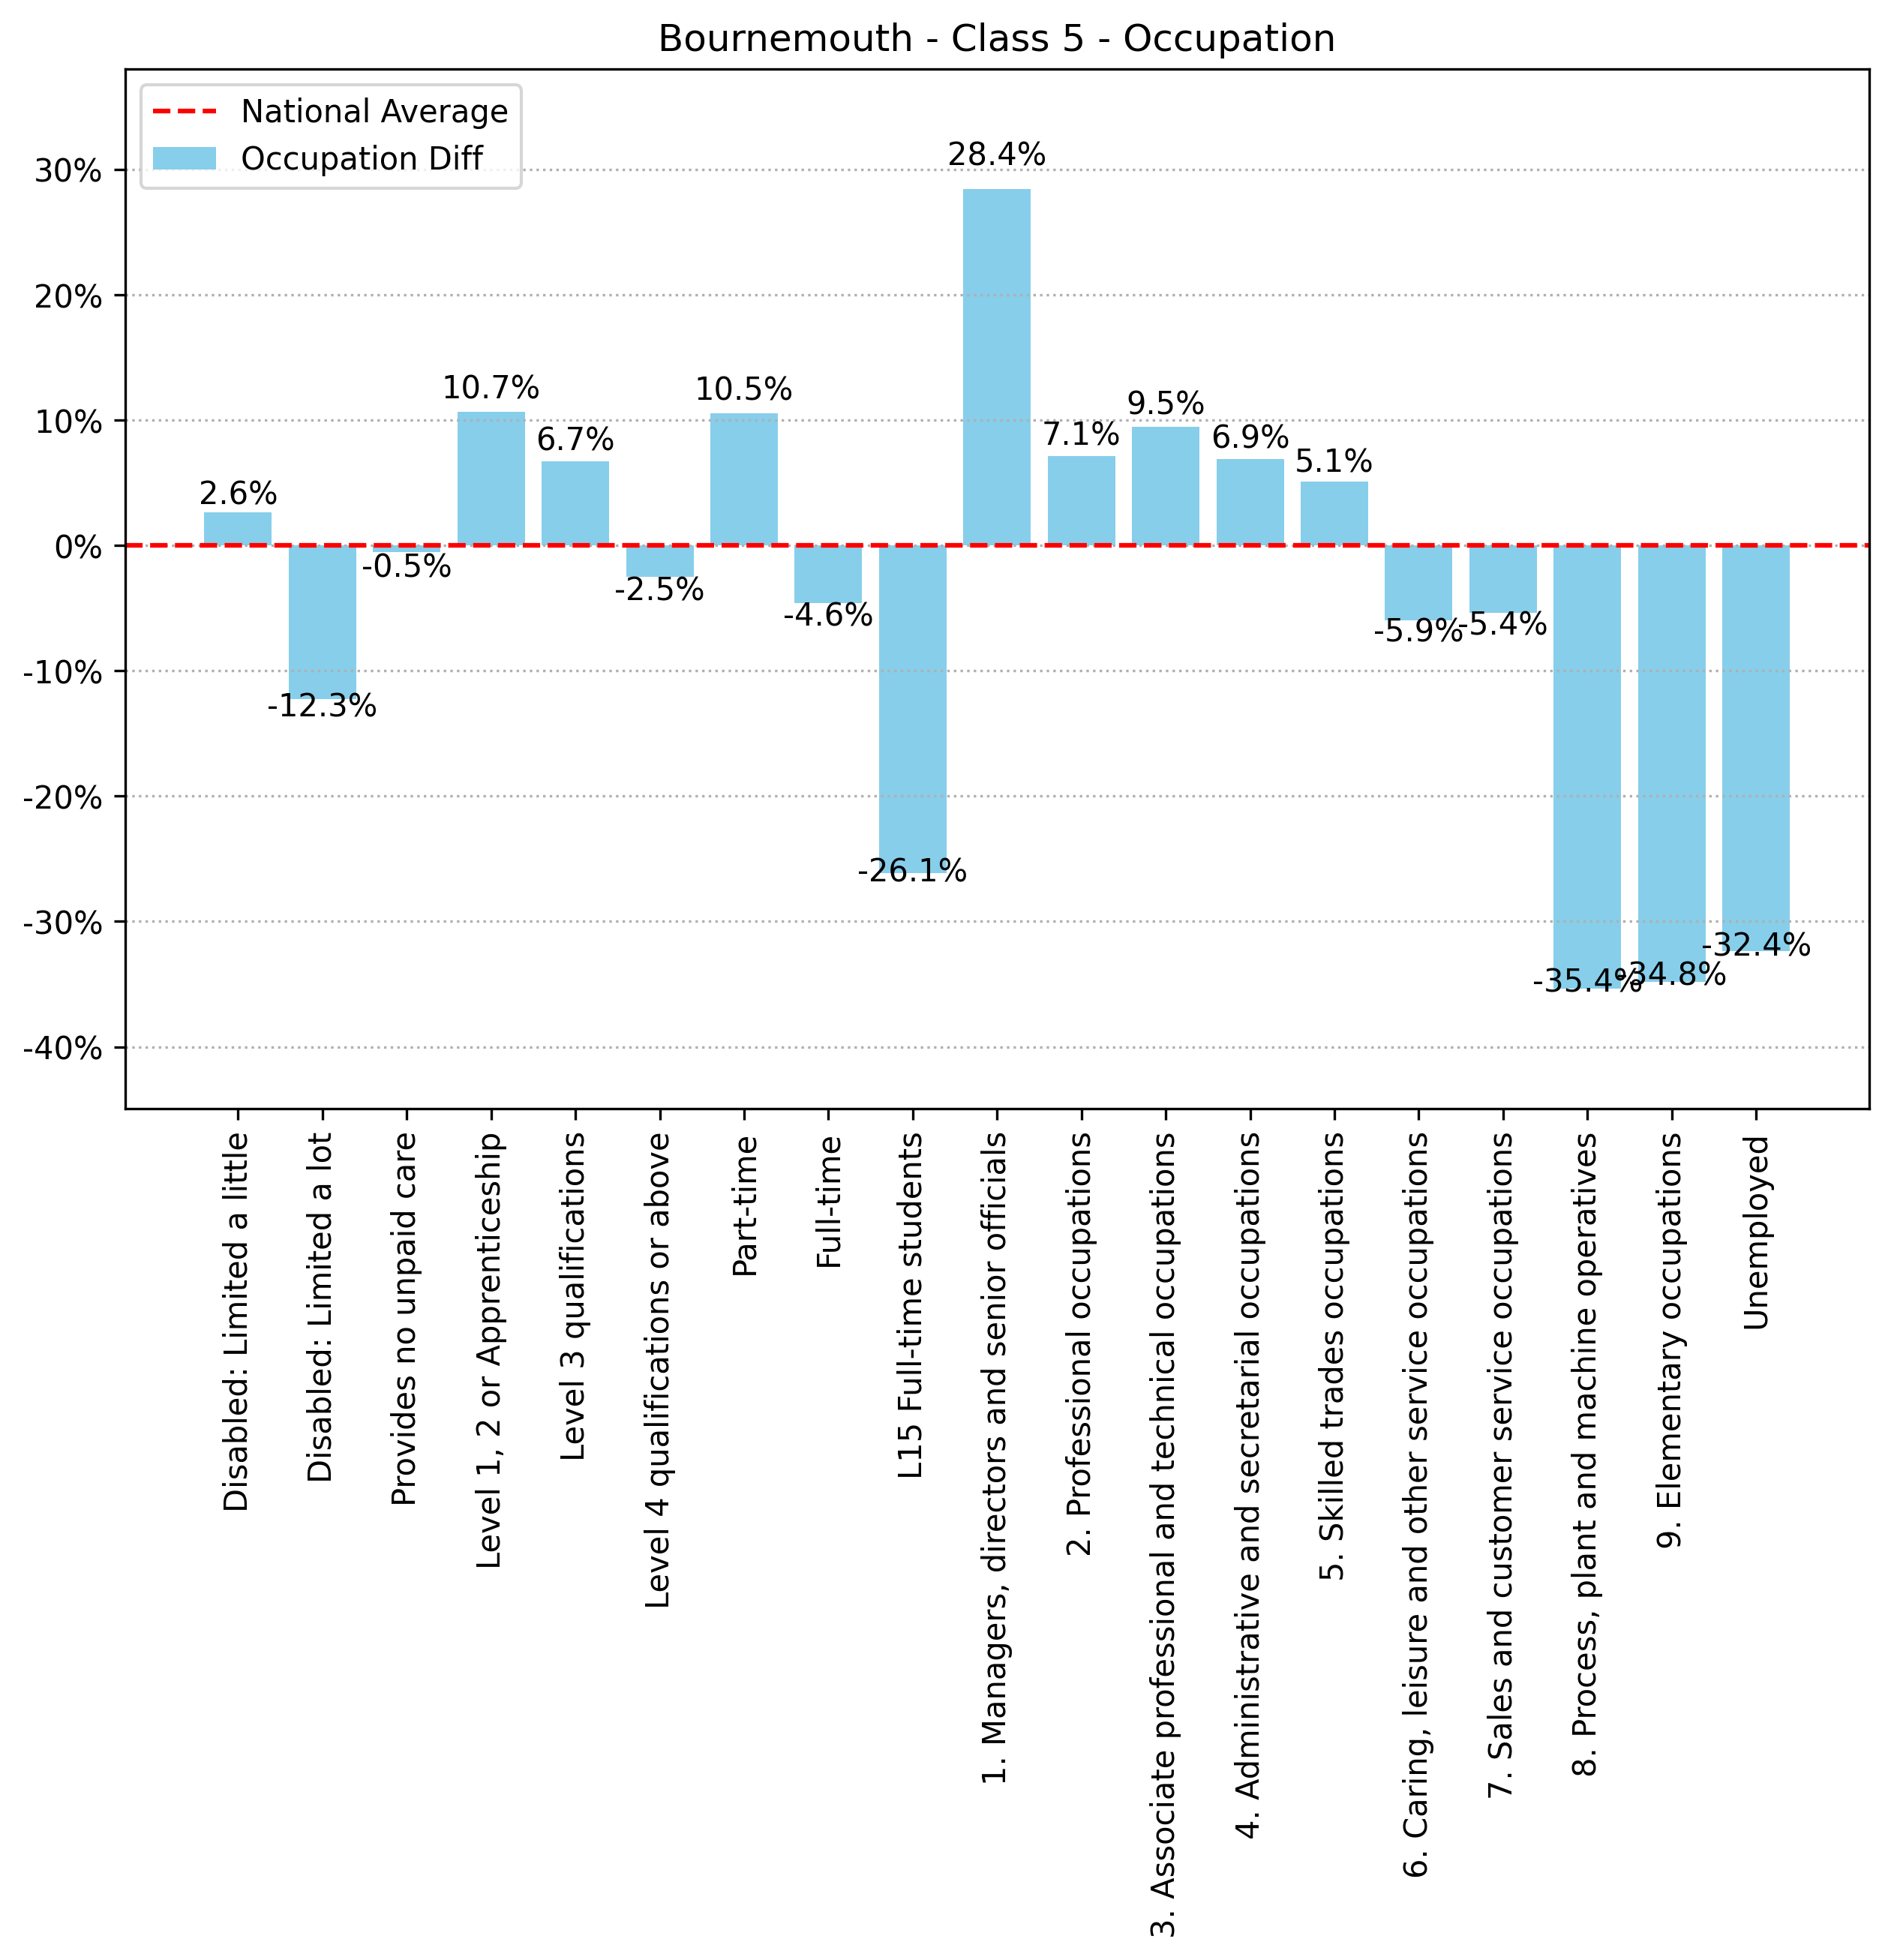 Bournemouth - Class 5 - Occupation
National Average
Occupation Diff
30%
20%
10%
0%
-10%
-20%
-30%
-40%
2.6%
-12.3%
-0.5%
10.7%
6.7%
-2.5%
10.5%
-4.6%
-26.1%
28.4%
7.1%
9.5%
6.9%
5.1%
-5.9%
-5.4%
-35.4%
-34.8%
-32.4%
Disabled: Limited a little
Disabled: Limited a lot
Provides no unpaid care
Level 1, 2 or Apprenticeship
Level 3 qualifications
Level 4 qualifications or above
Part-time
Full-time
L15 Full-time students
1. Managers, directors and senior officials
2. Professional occupations
3. Associate professional and technical occupations
4. Administrative and secretarial occupations
5. Skilled trades occupations
6. Caring, leisure and other service occupations
7. Sales and customer service occupations
8. Process, plant and machine operatives
9. Elementary occupations
Unemployed